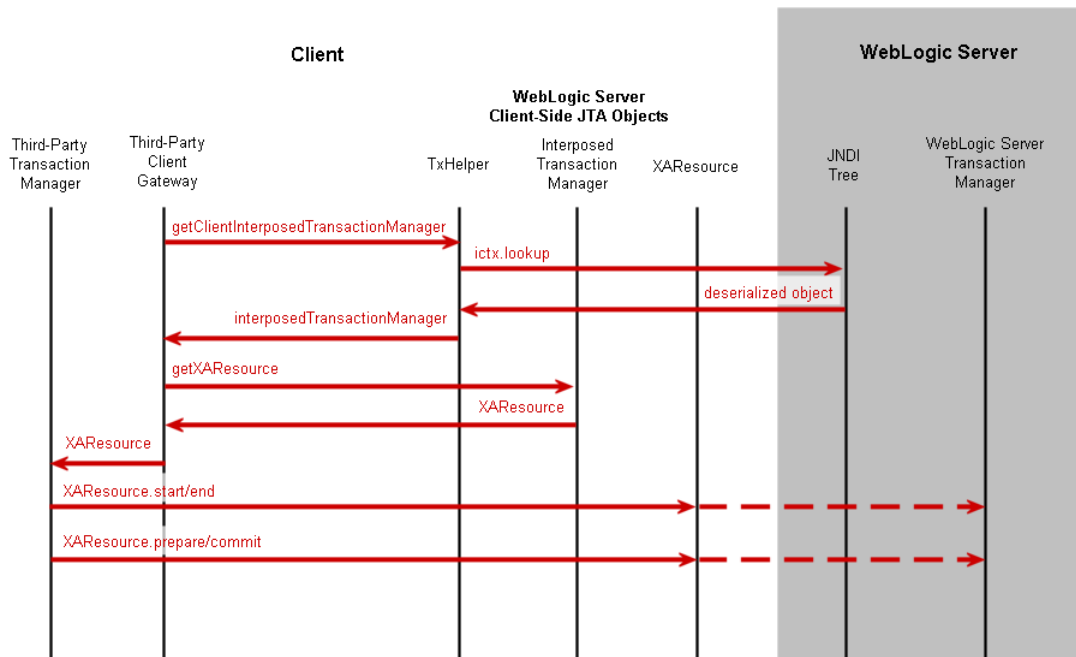 Client
WebLogic Server
WebLogic Server
Client-Side JTA Objects
Third-Party
Transaction
Manager
Third-Party
Client
Gateway
TxHelper
Interposed
Transaction
Manager
XAResource
JNDI
Tree
WebLogic Server
Transaction
Manager
getClientInterposedTransactionManager
ictx.lookup
deserialized object
interposedTransactionManager
getXAResource
XAResource
XAResource
XAResource.start/end
XAResource.prepare/commit